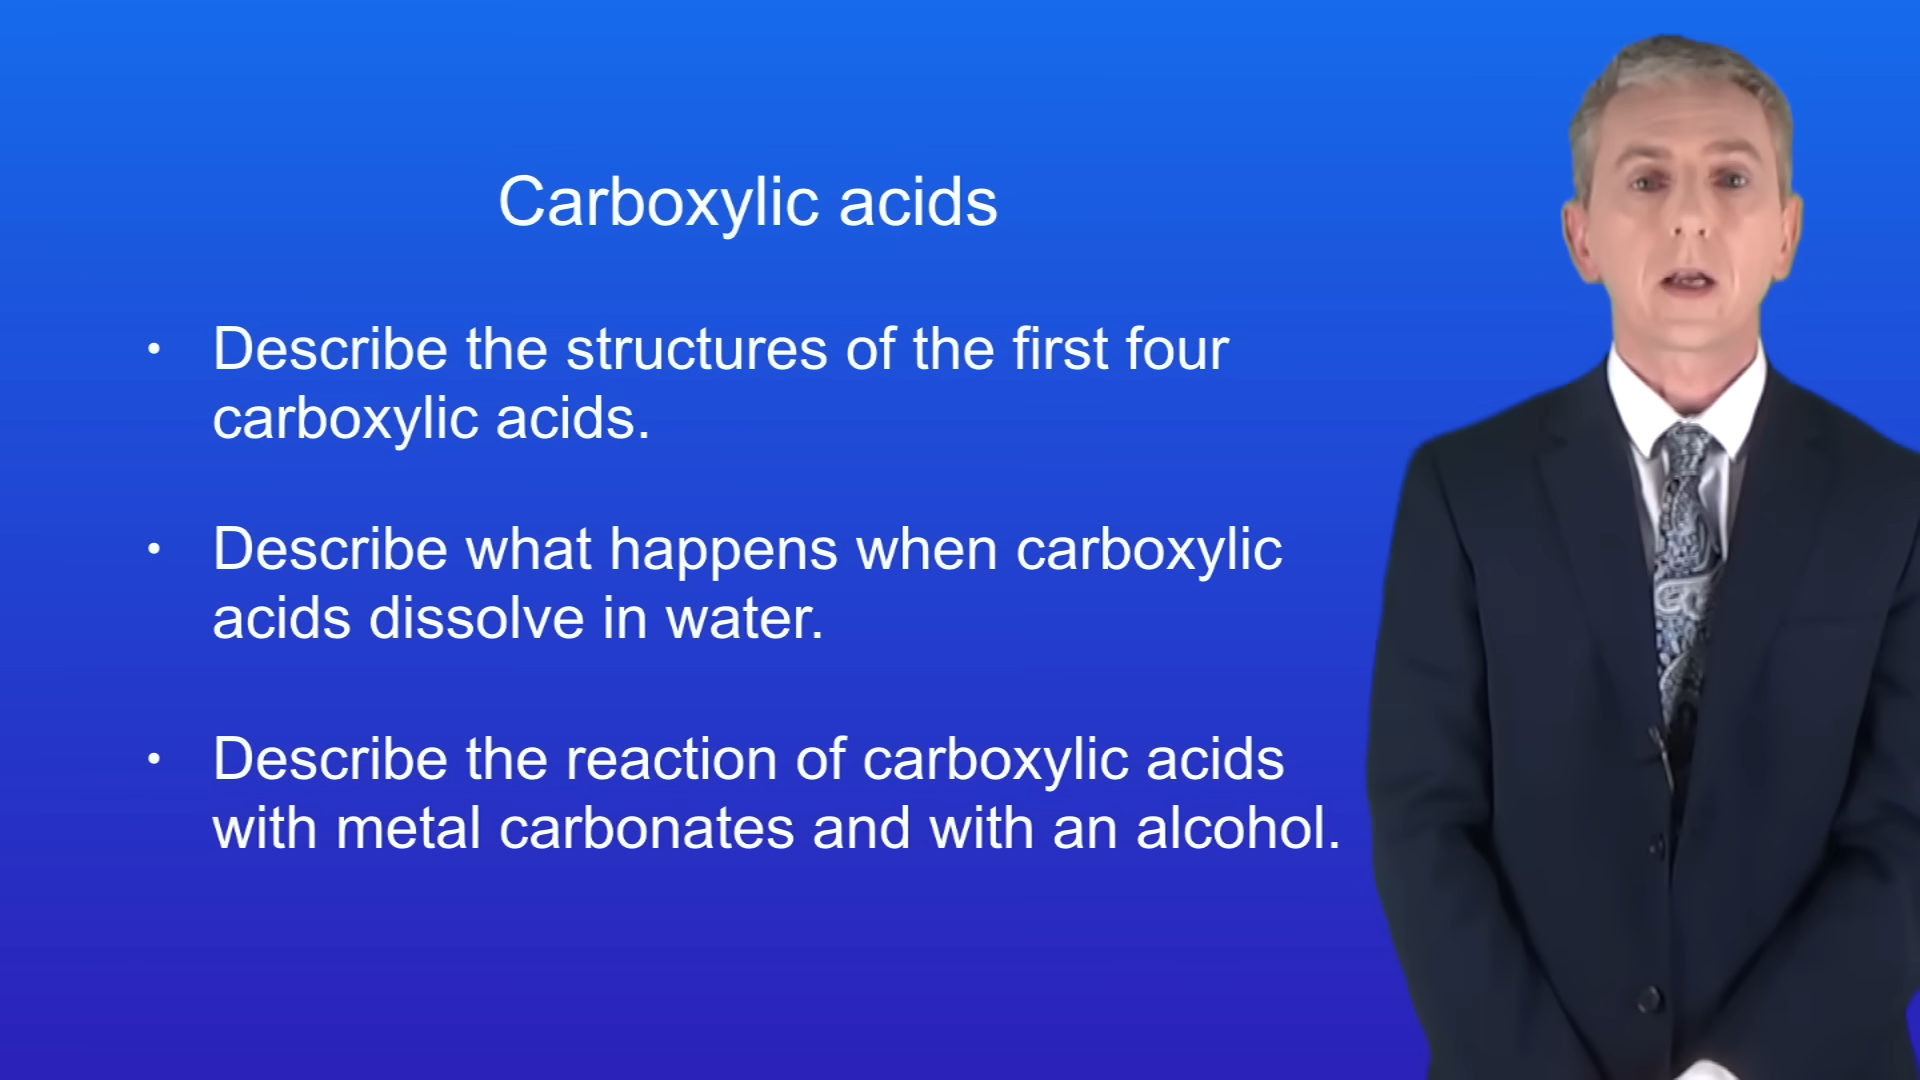 Carboxylic acids
• Describe the structures of the first four
carboxylic acids.
• Describe what happens when carboxylic
acids dissolve in water.
• Describe the reaction of carboxylic acids
with metal carbonates and with an alcohol.